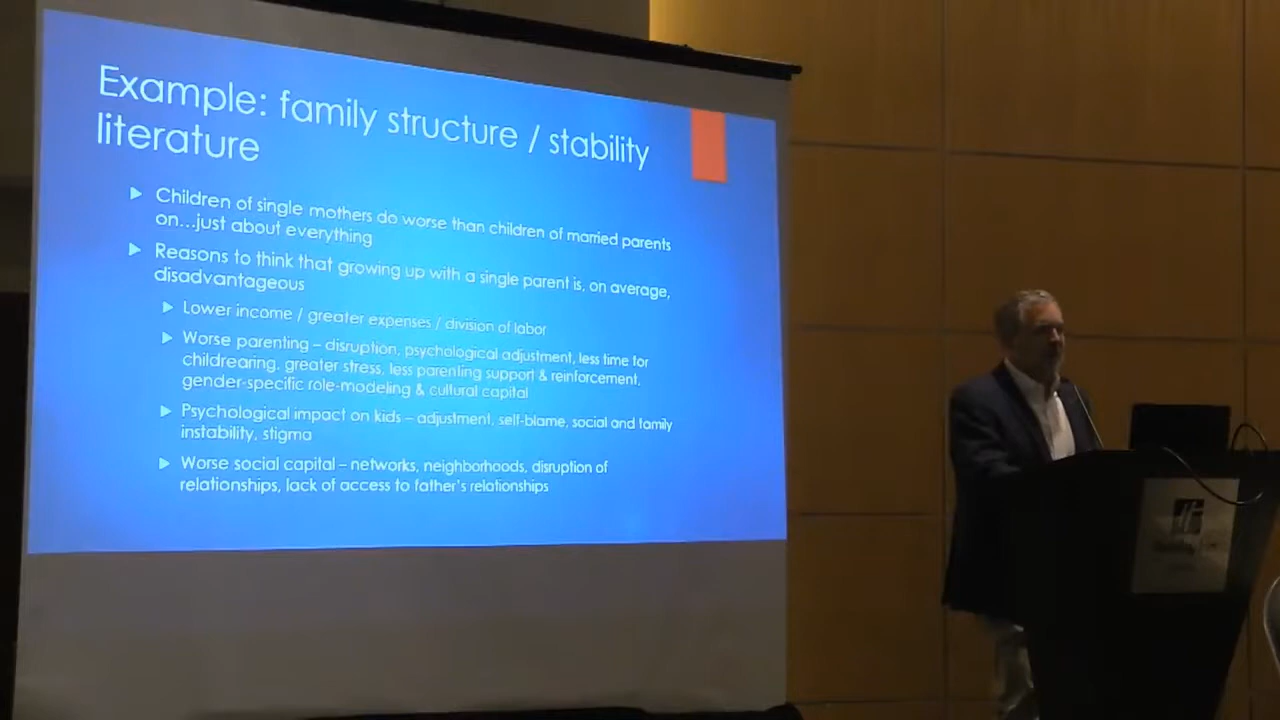 Example: family structure / stability
literature
Children of single mothers do worse than children of married parents
on…just about everything
Reasons to think that growing up with a single parent is, on average,
disadvantageous
Lower income / greater expenses / division of labor
Worse parenting – disruption, psychological adjustment, less time for
childrearing, greater stress, less parenting support & reinforcement,
gender-specific role-modeling & cultural capital
Psychological impact on kids – adjustment, self-blame, social and family
instability, stigma
Worse social capital – networks, neighborhoods, disruption of
relationships, lack of access to father's relationships